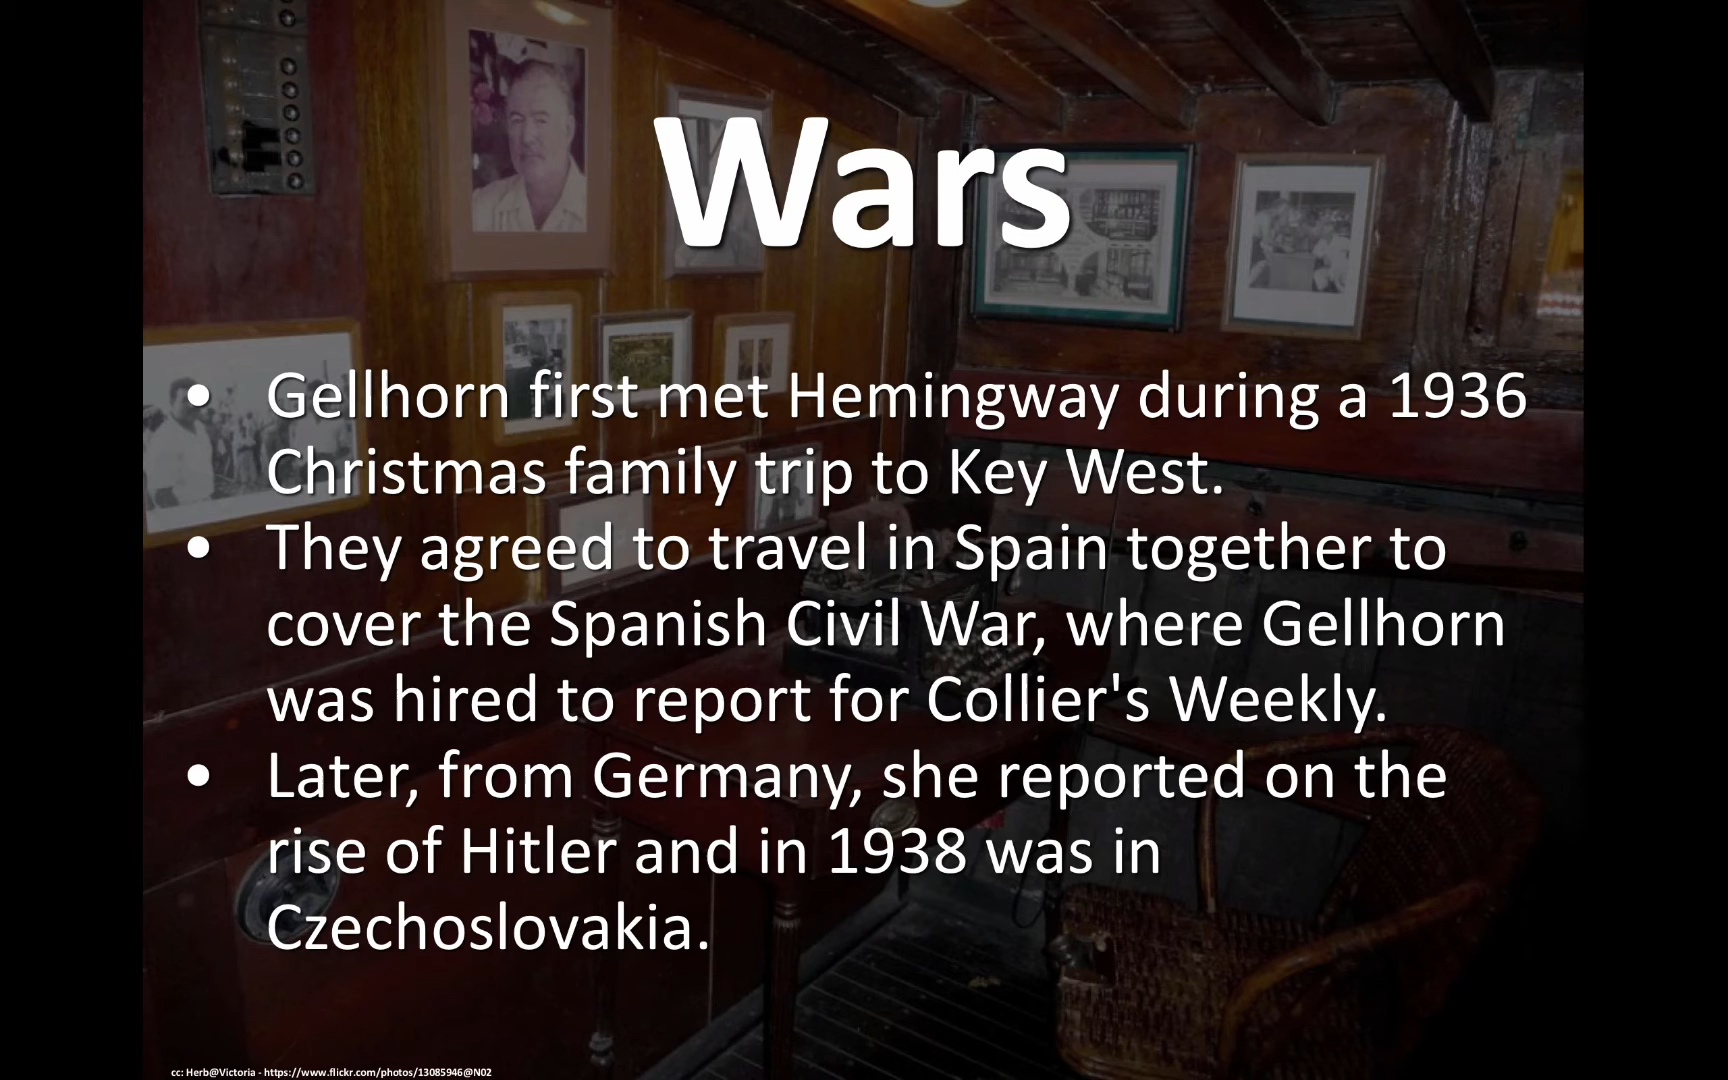 Wars
• Gellhorn first met Hemingway during a 1936
Christmas family trip to Key West.
• They agreed to travel in Spain together to
cover the Spanish Civil War, where Gellhorn
was hired to report for Collier's Weekly.
• Later, from Germany, she reported on the
rise of Hitler and in 1938 was in
Czechoslovakia.
cc: Herb@Victoria - https://www.flickr.com/photos/13085946@N02